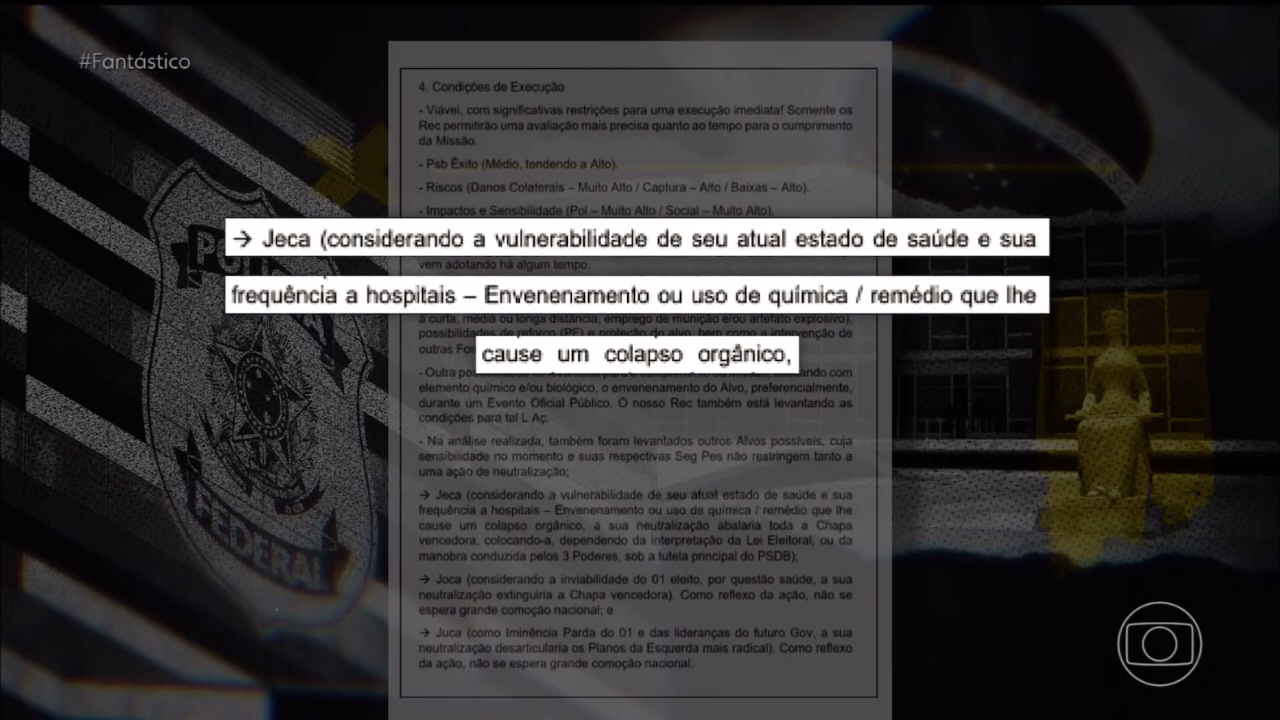 #Fantástico
4. Condições de Execução
- Viável, com significativas restrições para uma execução imediata! Somente os
Rec permitirão uma avaliação mais precisa quanto ao tempo para o cumprimento
da Missão.
- Psb Êxito (Médio, tendendo a Alto).
- Riscos (Danos Colaterais – Muito Alto / Captura – Alto / Baixas – Alto).
- Impactos e Sensibilidade (Pol – Muito Alto / Social – Muito Alto).
→ Jeca (considerando a vulnerabilidade de seu atual estado de saúde e sua
vem adotando há algum tempo.
frequência a hospitais – Envenenamento ou uso de química / remédio que lhe
à curta, média ou longa distância, emprego de munição e/ou artefato explosivo),
possibilidades de reforço (PF) e proteção do alvo, bem como a intervenção de
outras
cause um colapso orgânico,
- Outra
com
elemento químico e/ou biológico, o envenenamento do Alvo, preferencialmente,
durante um Evento Oficial Público. O nosso Rec também está levantando as
condições para tal L Aç.
- Na análise realizada, também foram levantados outros Alvos possíveis, cuja
sensibilidade no momento e suas respectivas Seg Pes não restringem tanto a
uma ação de neutralização;
→ Jeca (considerando a vulnerabilidade de seu atual estado de saúde e sua
frequência a hospitais – Envenenamento ou uso de química / remédio que lhe
cause um colapso orgânico, a sua neutralização abalaria toda a Chapa
vencedora, colocando-a, dependendo da interpretação da Lei Eleitoral, ou da
manobra conduzida pelos 3 Poderes, sob a tutela principal do PSDB);
→ Joca (considerando a inviabilidade do 01 eleito, por questão saúde, a sua
neutralização extinguiria a Chapa vencedora). Como reflexo da ação, não se
espera grande comoção nacional; e
→ Juca (como Iminência Parda do 01 e das lideranças do futuro Gov, a sua
neutralização desarticularia os Planos da Esquerda mais radical). Como reflexo
da ação, não se espera grande comoção nacional.
FEDERAL